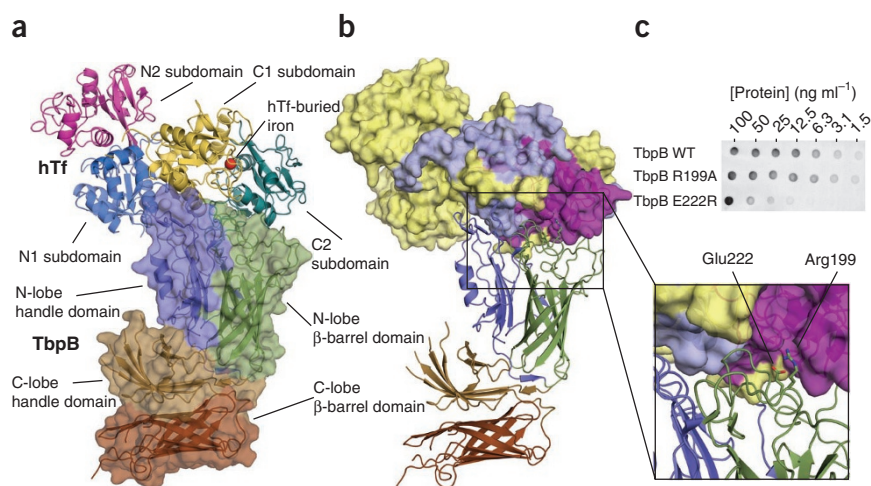 a
N2 subdomain
C1 subdomain
hTf-buried
iron
hTf
N1 subdomain
C2
subdomain
N-lobe
handle domain
N-lobe
β-barrel domain
TbpB
C-lobe
handle domain
C-lobe
β-barrel domain
b
c
[Protein] (ng ml⁻¹)
100 50 25 12.5 6.3 3.1 1.5
TbpB WT
TbpB R199A
TbpB E222R
Glu222
Arg199